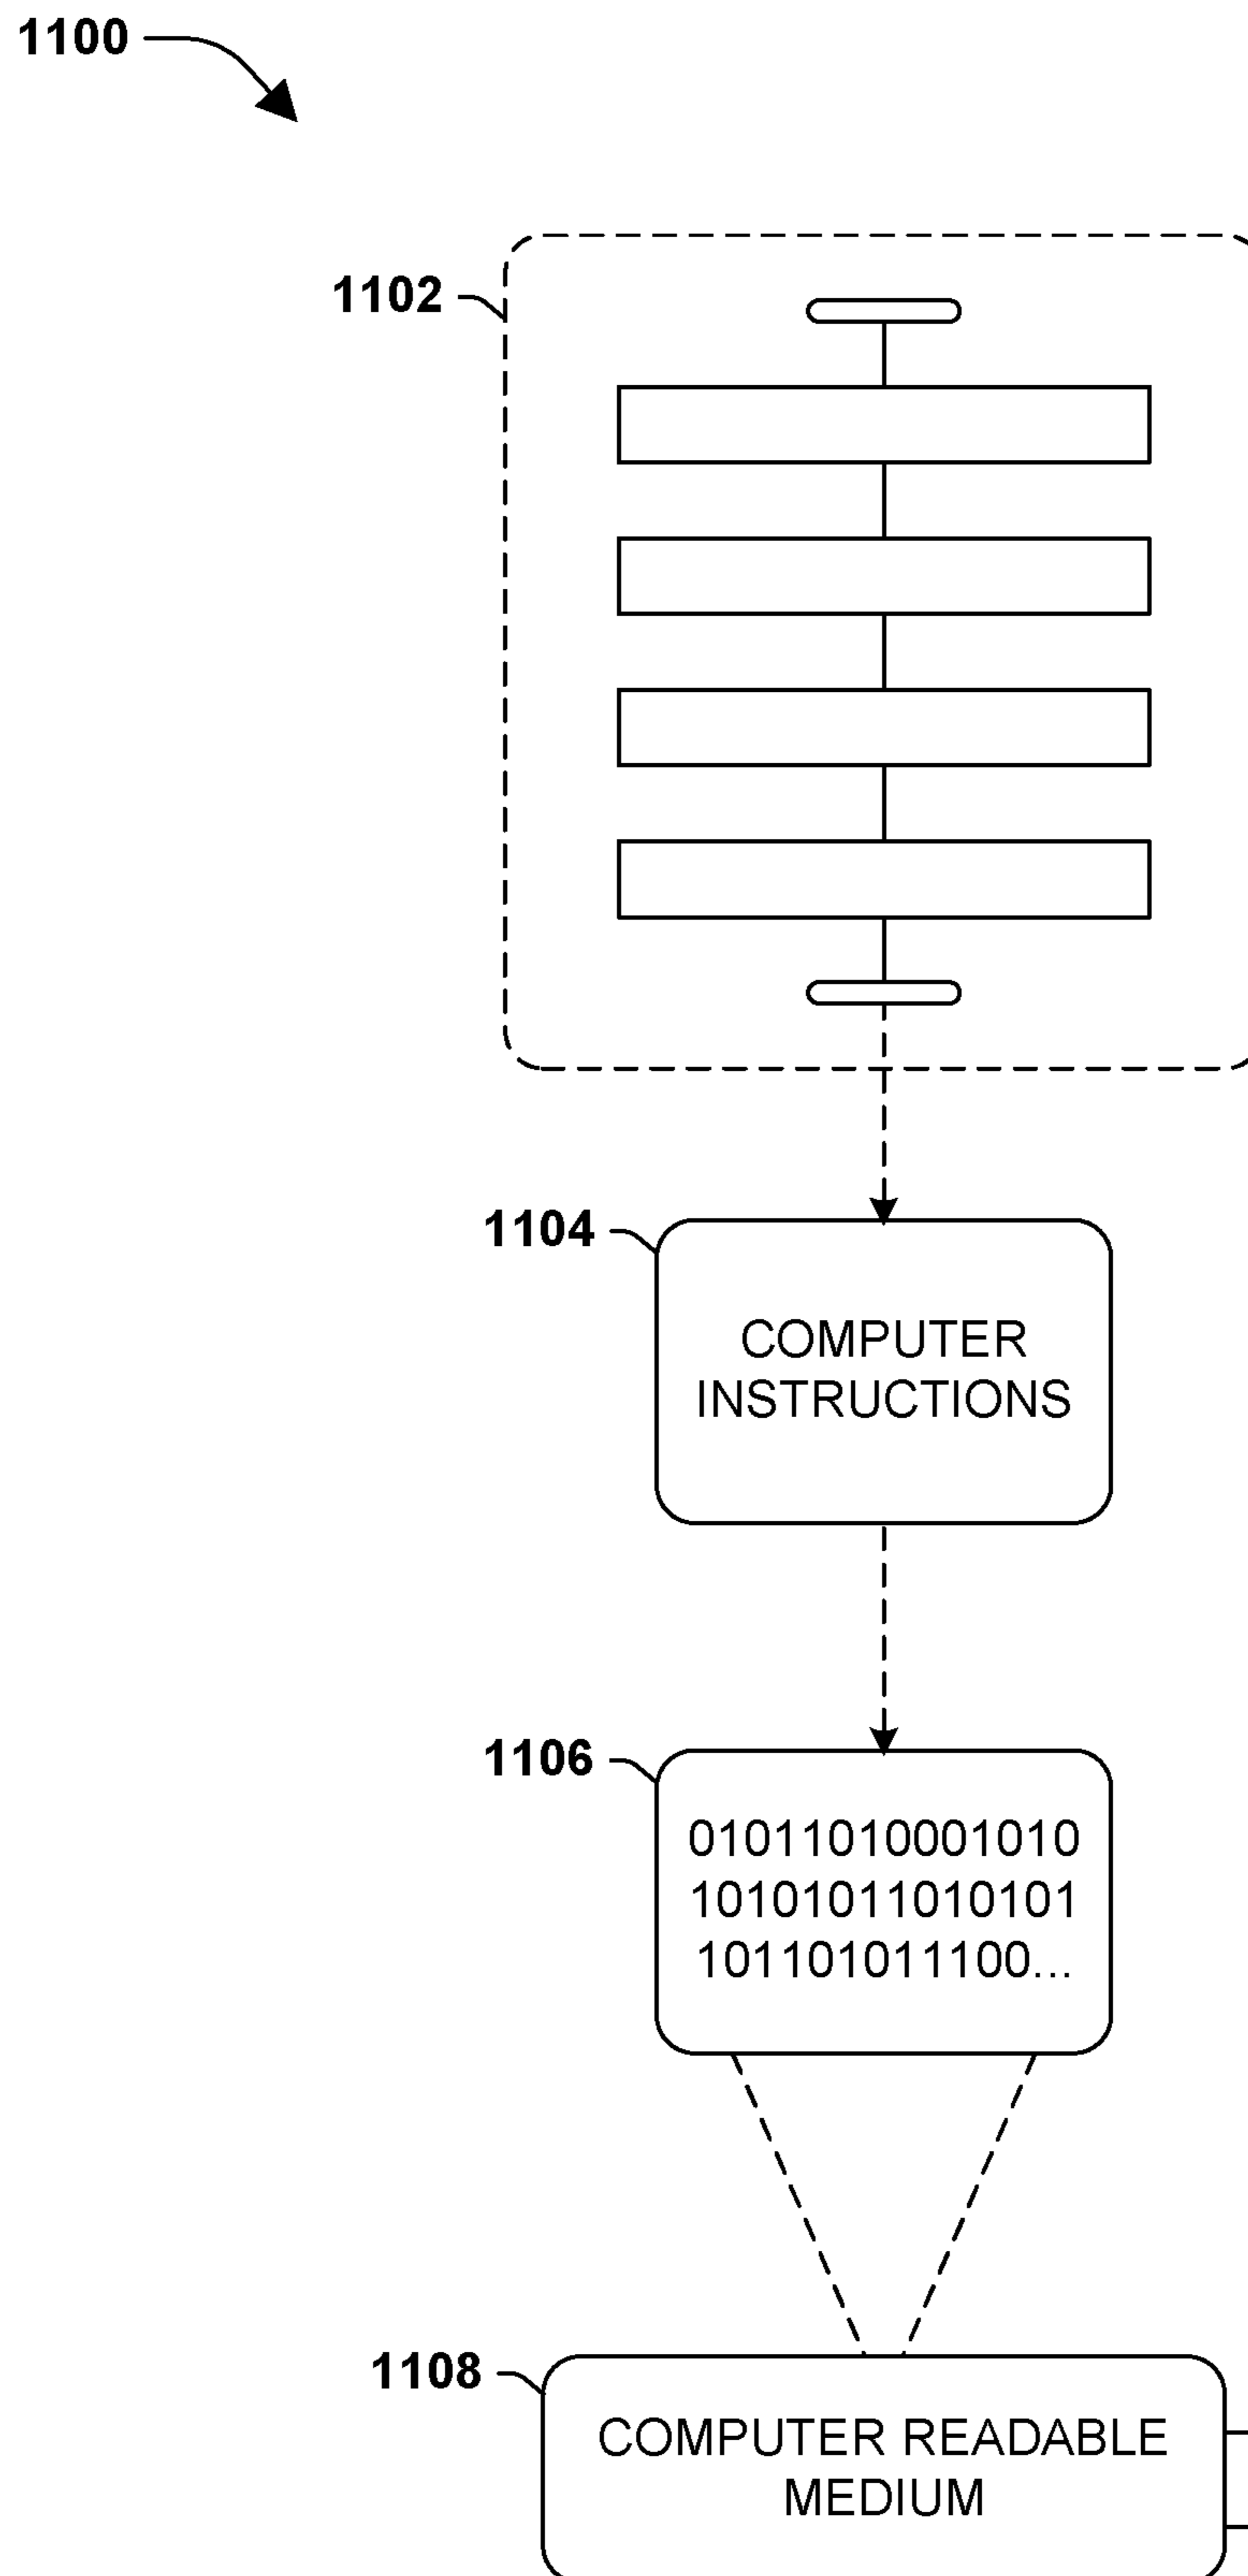 1100
1102
1104
COMPUTER
INSTRUCTIONS
1106
01011010001010
10101011010101
101101011100...
1108
COMPUTER READABLE
MEDIUM